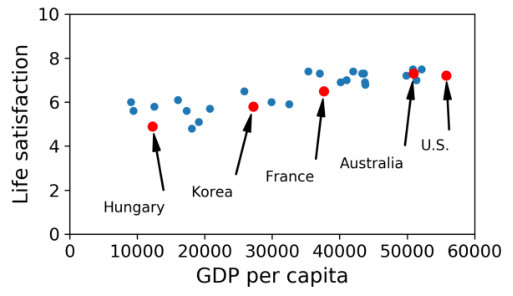 10
8
6
4
2
0
Life satisfaction
Hungary
Korea
France
Australia
U.S.
0 10000 20000 30000 40000 50000 60000
GDP per capita